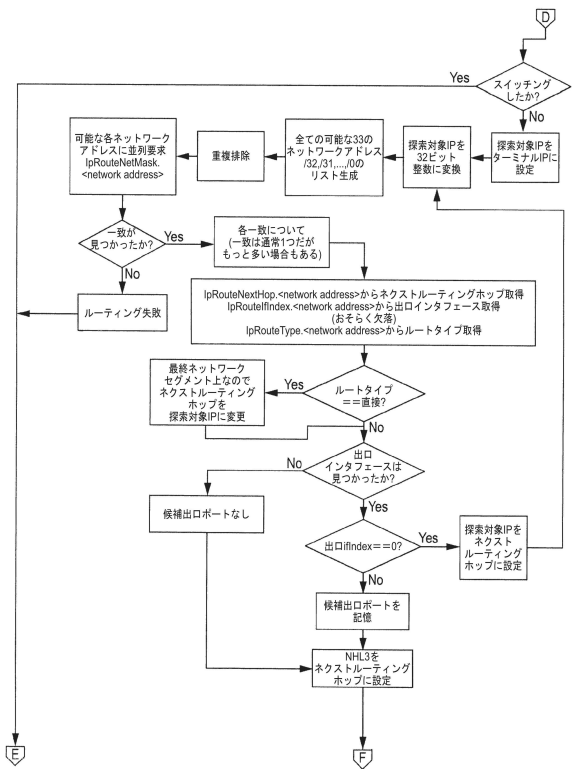 D
スイッチング
したか?
Yes
No
探索対象IPを
ターミナルIPに
設定
探索対象IPを
32ビット
整数に変換
全ての可能な33の
ネットワークアドレス
/32,/31,...,/0の
リスト生成
重複排除
可能な各ネットワーク
アドレスに並列要求
IpRouteNetMask.
<network address>
一致が
見つかったか?
Yes
No
各一致について
(一致は通常1つだが
もっと多い場合もある)
ルーティング失敗
IpRouteNextHop.<network address>からネクストルーティングホップ取得
IpRouteIfIndex.<network address>から出口インタフェース取得
(おそらく欠落)
IpRouteType.<network address>からルートタイプ取得
ルートタイプ
==直接?
Yes
No
最終ネットワーク
セグメント上なので
ネクストルーティング
ホップを
探索対象IPに変更
出口
インタフェースは
見つかったか?
No
Yes
候補出口ポートなし
出口ifIndex==0?
Yes
No
探索対象IPを
ネクスト
ルーティング
ホップに設定
候補出口ポートを
記憶
NHL3を
ネクストルーティング
ホップに設定
E
F